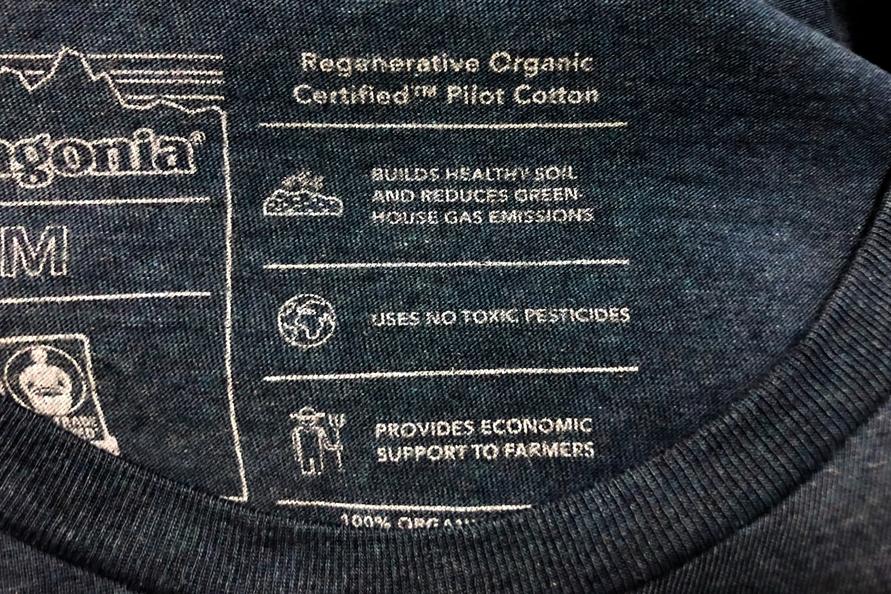 agonia®
M
TRADE
Regenerative Organic
Certified™ Pilot Cotton
BUILDS HEALTHY SOIL
AND REDUCES GREEN-
HOUSE GAS EMISSIONS
USES NO TOXIC PESTICIDES
PROVIDES ECONOMIC
SUPPORT TO FARMERS
100%